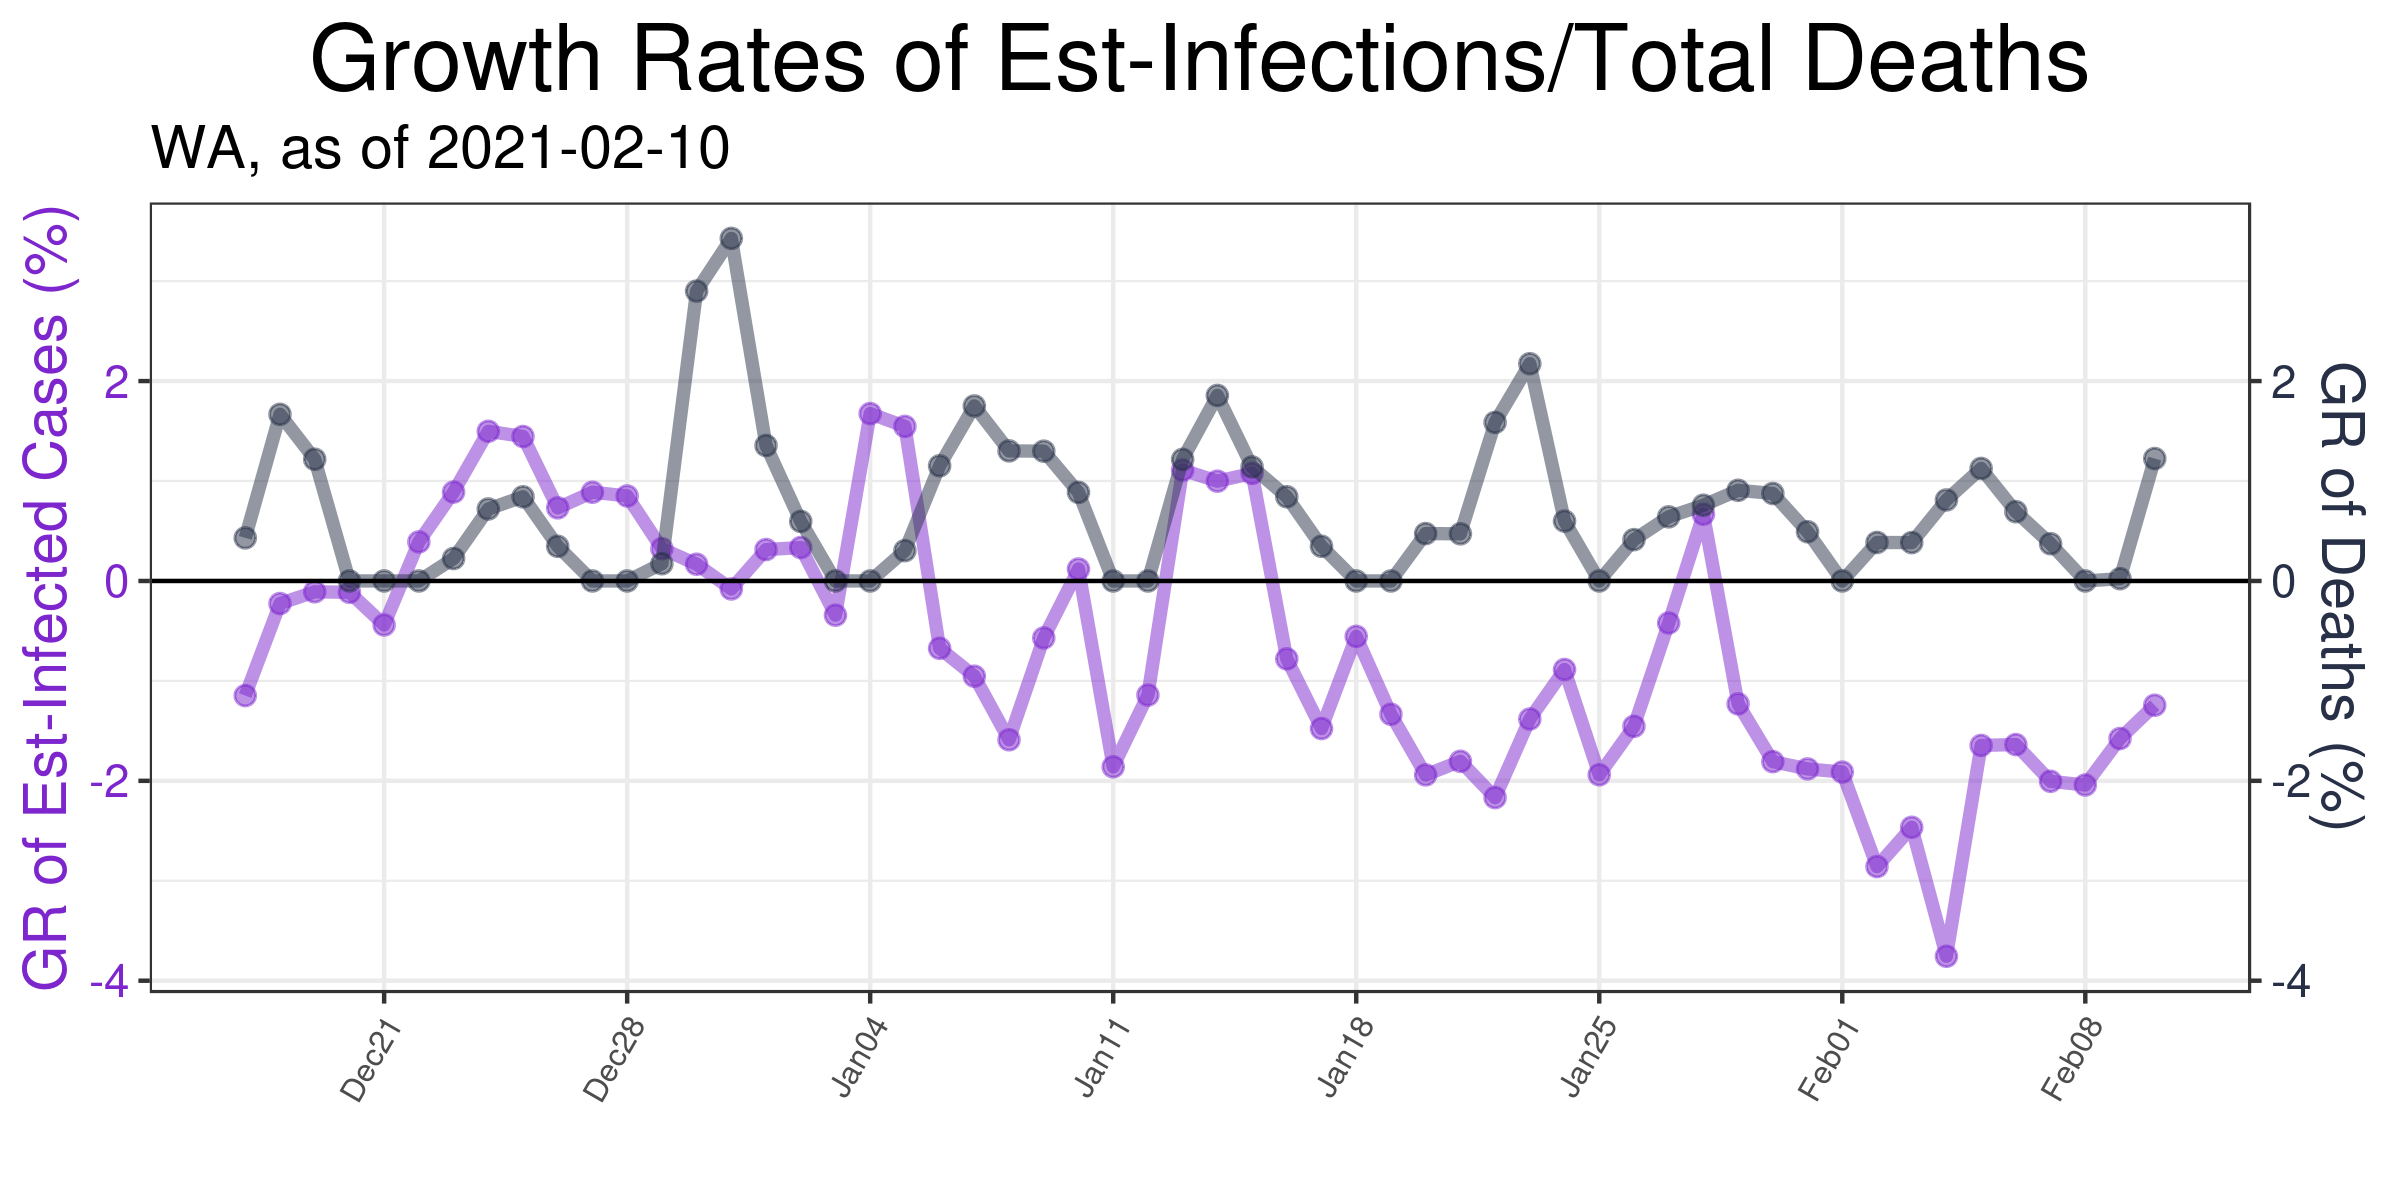 Growth Rates of Est-Infections/Total Deaths
WA, as of 2021-02-10
GR of Est-Infected Cases (%)
2
0
-2
-4
2
0
-2
-4
GR of Deaths (%)
Dec21
Dec28
Jan04
Jan11
Jan18
Jan25
Feb01
Feb08